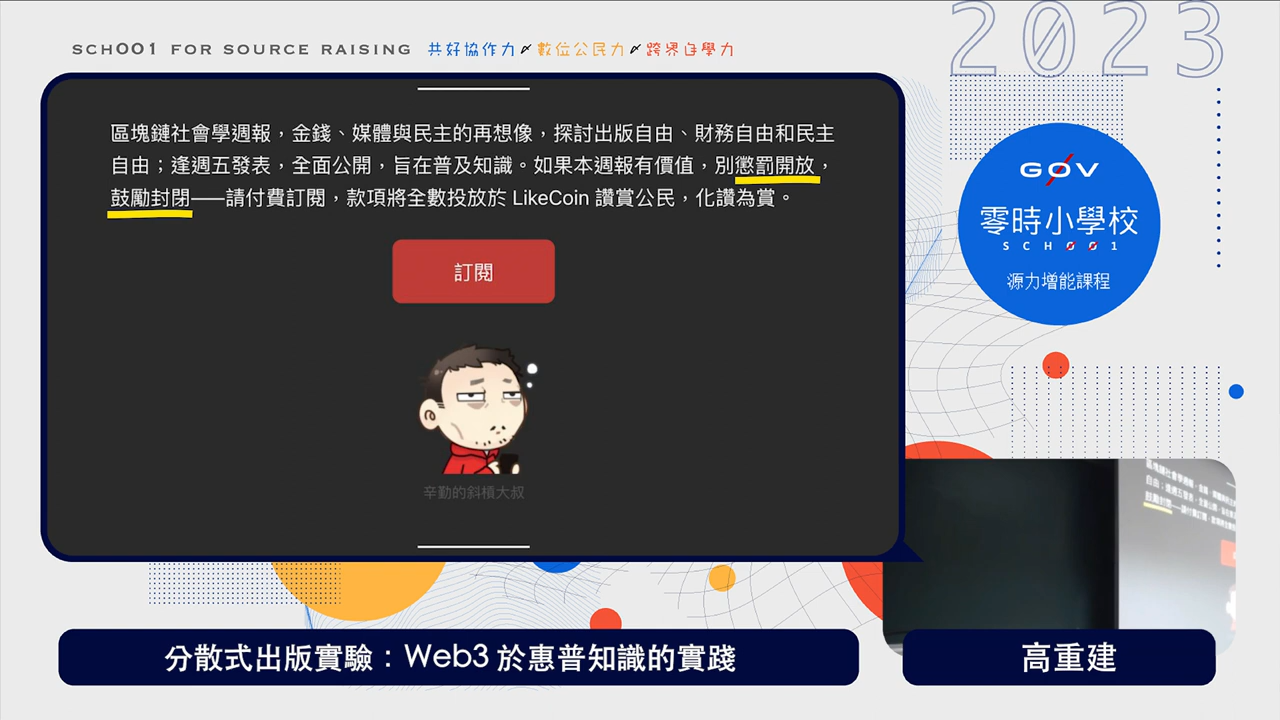 SCHOO1 FOR SOURCE RAISING 共好協作力 數位公民力 跨界自學力
2023
區塊鏈社會學週報，金錢、媒體與民主的再想像，探討出版自由、財務自由和民主
自由；逢週五發表，全面公開，旨在普及知識。如果本週報有價值，別懲罰開放，
鼓勵封閉——請付費訂閱，款項將全數投放於 LikeCoin 讚賞公民，化讚為賞。
訂閱
辛勤的斜槓大叔
G0V
零時小學校
SCH001
源力增能課程
分散式出版實驗：Web3 於惠普知識的實踐
高重建